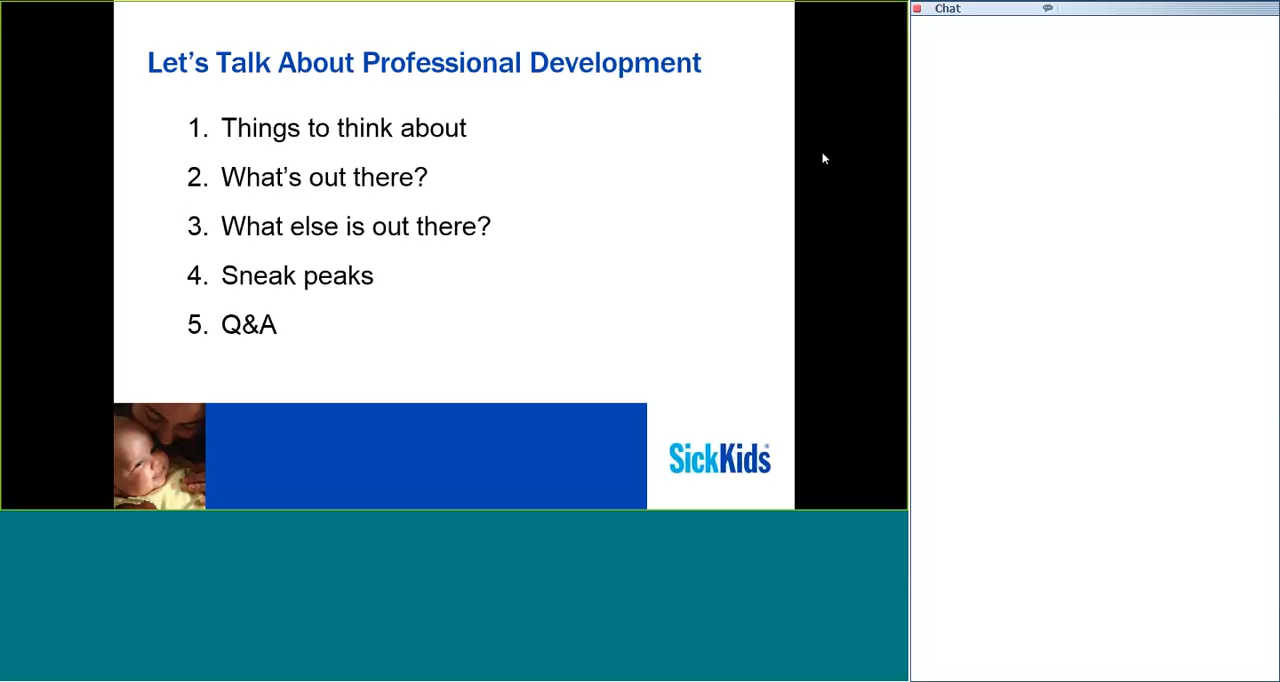 Chat
Let's Talk About Professional Development
1. Things to think about
2. What's out there?
3. What else is out there?
4. Sneak peaks
5. Q&A
SickKids®